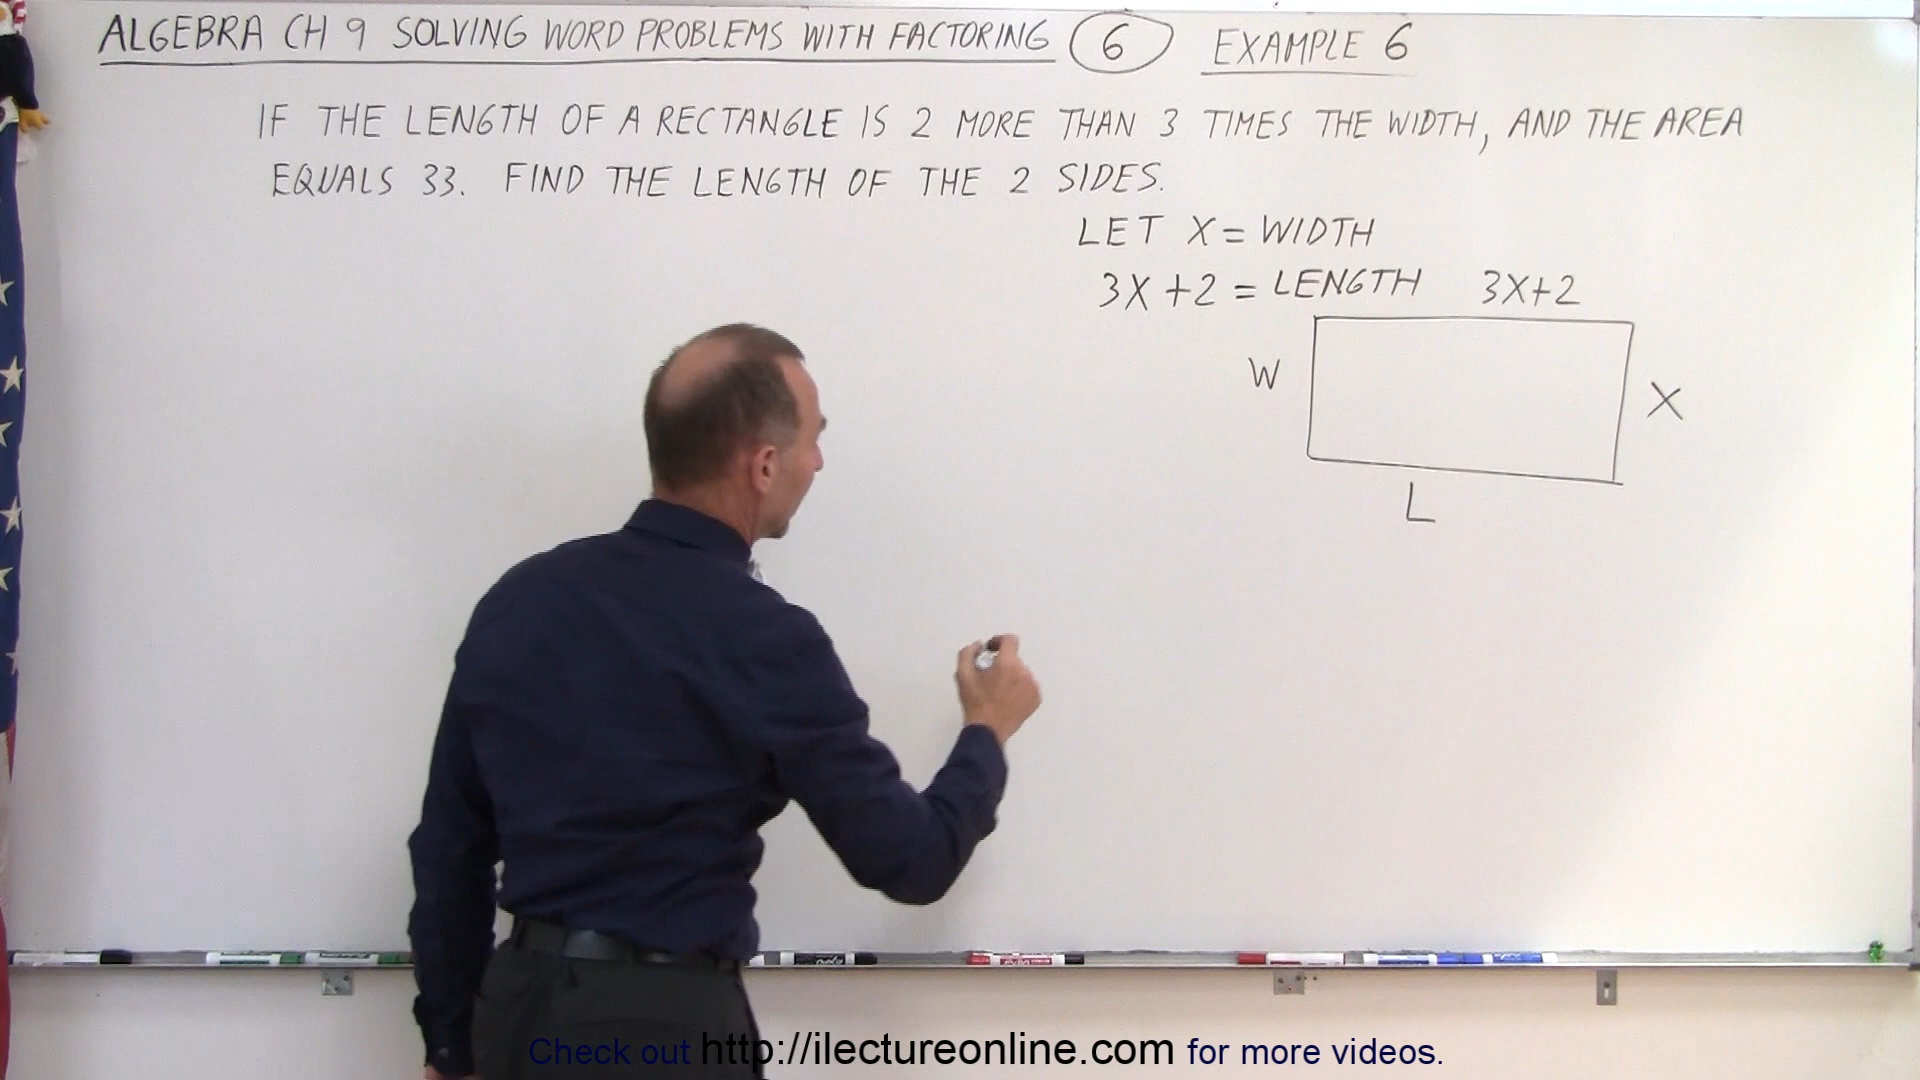 ALGEBRA CH 9 SOLVING WORD PROBLEMS WITH FACTORING 6 EXAMPLE 6
IF THE LENGTH OF A RECTANGLE IS 2 MORE THAN 3 TIMES THE WIDTH, AND THE AREA
EQUALS 33. FIND THE LENGTH OF THE 2 SIDES.
LET X = WIDTH
3X + 2 = LENGTH 3X+2
W X
L
Check out http://ilectureonline.com for more videos.